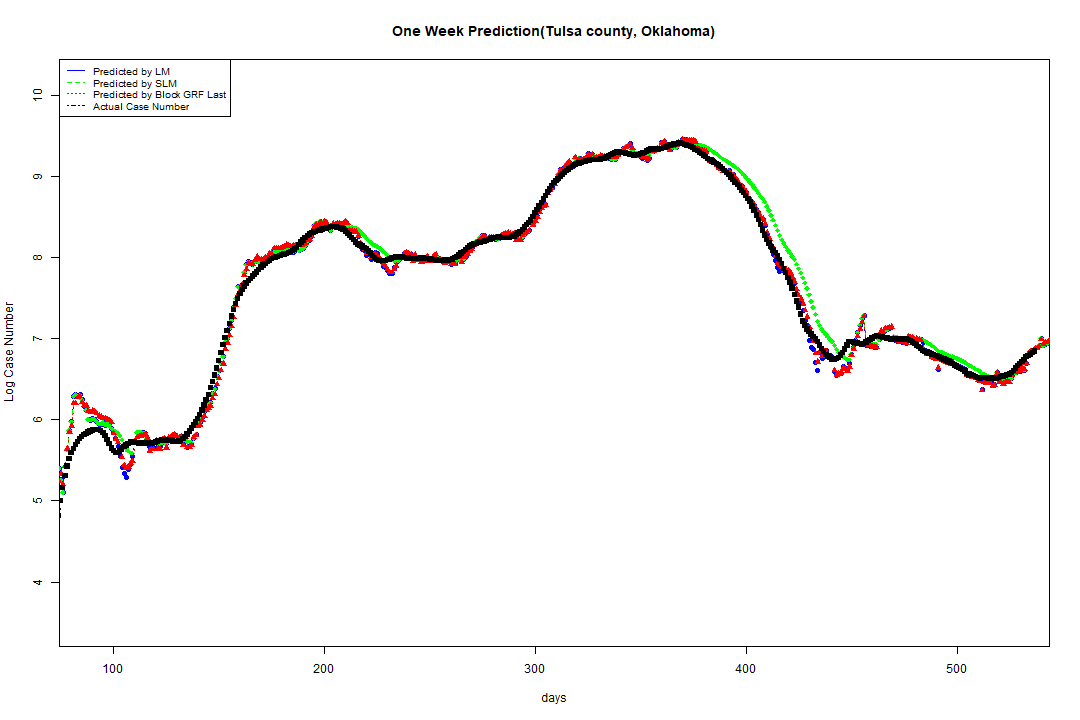 One Week Prediction(Tulsa county, Oklahoma)
Predicted by LM
Predicted by SLM
Predicted by Block GRF Last
Actual Case Number
10
9
8
7
6
5
4
Log Case Number
100 200 300 400 500
days